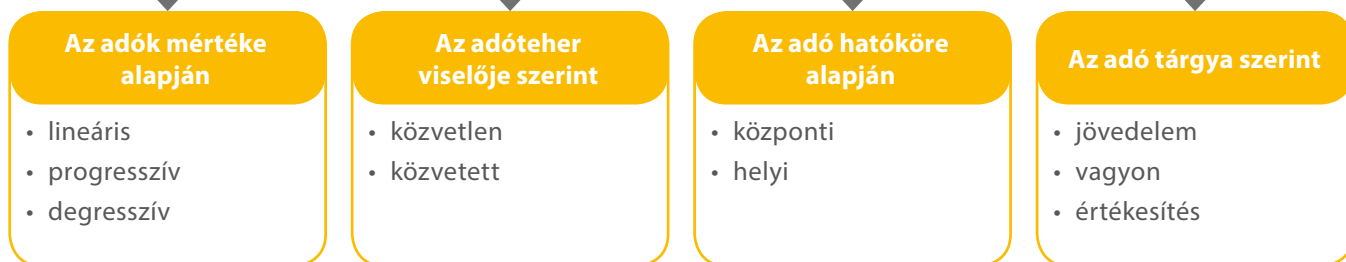 Az adók mértéke
alapján
• lineáris
• progresszív
• degresszív
Az adóteher
viselője szerint
• közvetlen
• közvetett
Az adó hatóköre
alapján
• központi
• helyi
Az adó tárgya szerint
• jövedelem
• vagyon
• értékesítés